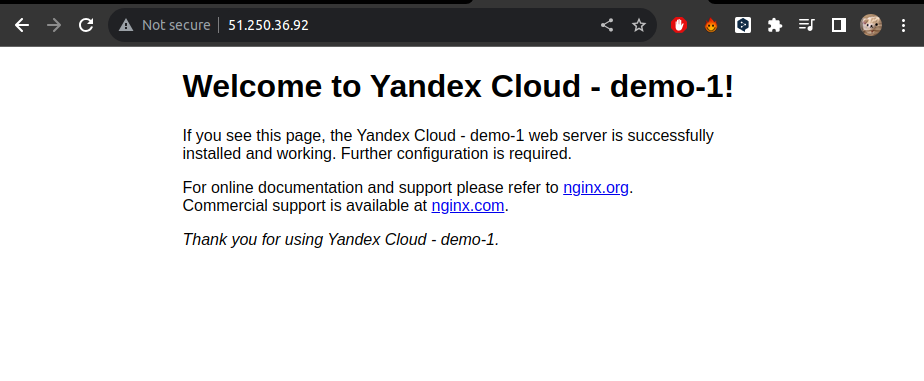 Not secure | 51.250.36.92
Welcome to Yandex Cloud - demo-1!
If you see this page, the Yandex Cloud - demo-1 web server is successfully
installed and working. Further configuration is required.
For online documentation and support please refer to nginx.org.
Commercial support is available at nginx.com.
Thank you for using Yandex Cloud - demo-1.